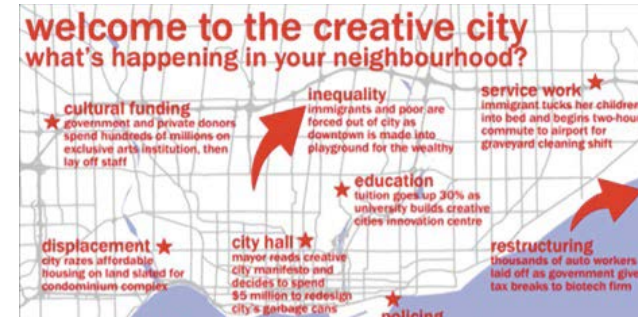 welcome to the creative city
what's happening in your neighbourhood?
cultural funding
government and private donors
spend hundreds of millions on
exclusive arts institution, then
lay off staff
inequality
immigrants and poor are
forced out of city as
downtown is made into
playground for the wealthy
service work
immigrant tucks her children
into bed and begins two-hour
commute to airport for
graveyard cleaning shift
education
tuition goes up 30% as
university builds creative
cities innovation centre
displacement
city razes affordable
housing on land slated for
condominium complex
city hall
mayor reads creative
city manifesto and
decides to spend
$5 million to redesign
city's garbage cans
restructuring
thousands of auto workers
laid off as government give
tax breaks to biotech firm
policing